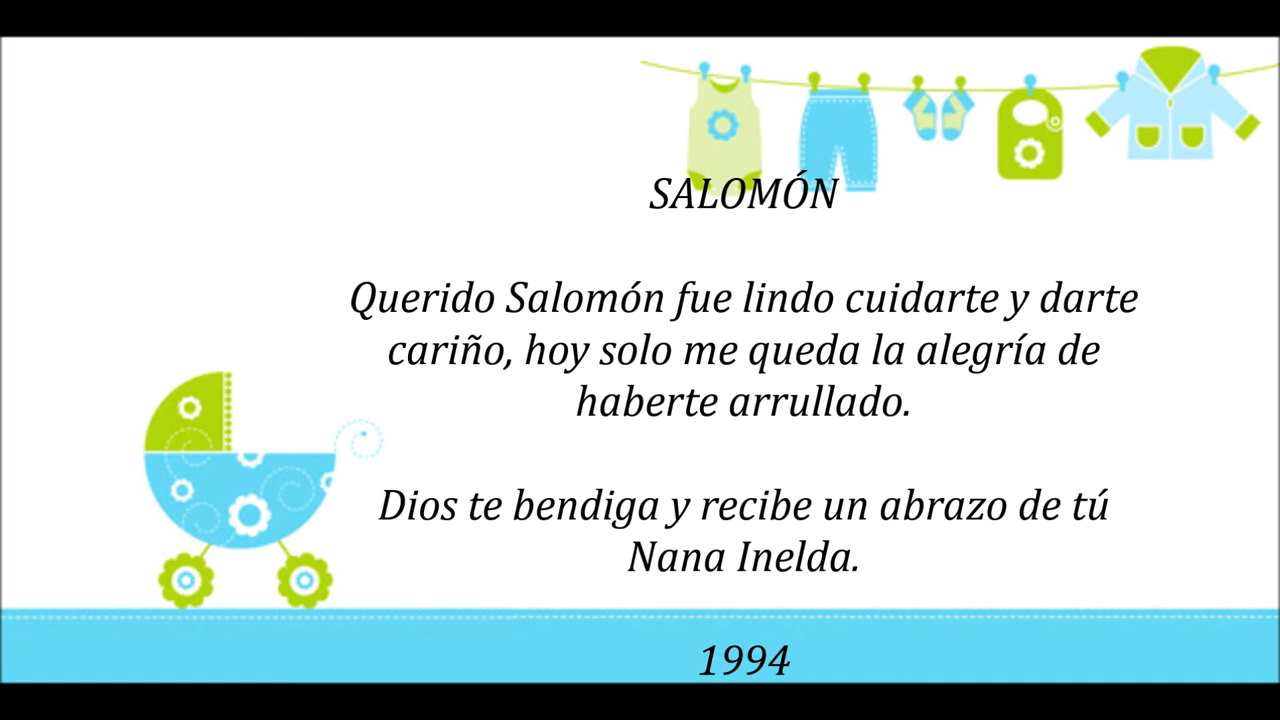 SALOMÓN
Querido Salomón fue lindo cuidarte y darte
cariño, hoy solo me queda la alegría de
haberte arrullado.
Dios te bendiga y recibe un abrazo de tú
Nana Inelda.
1994